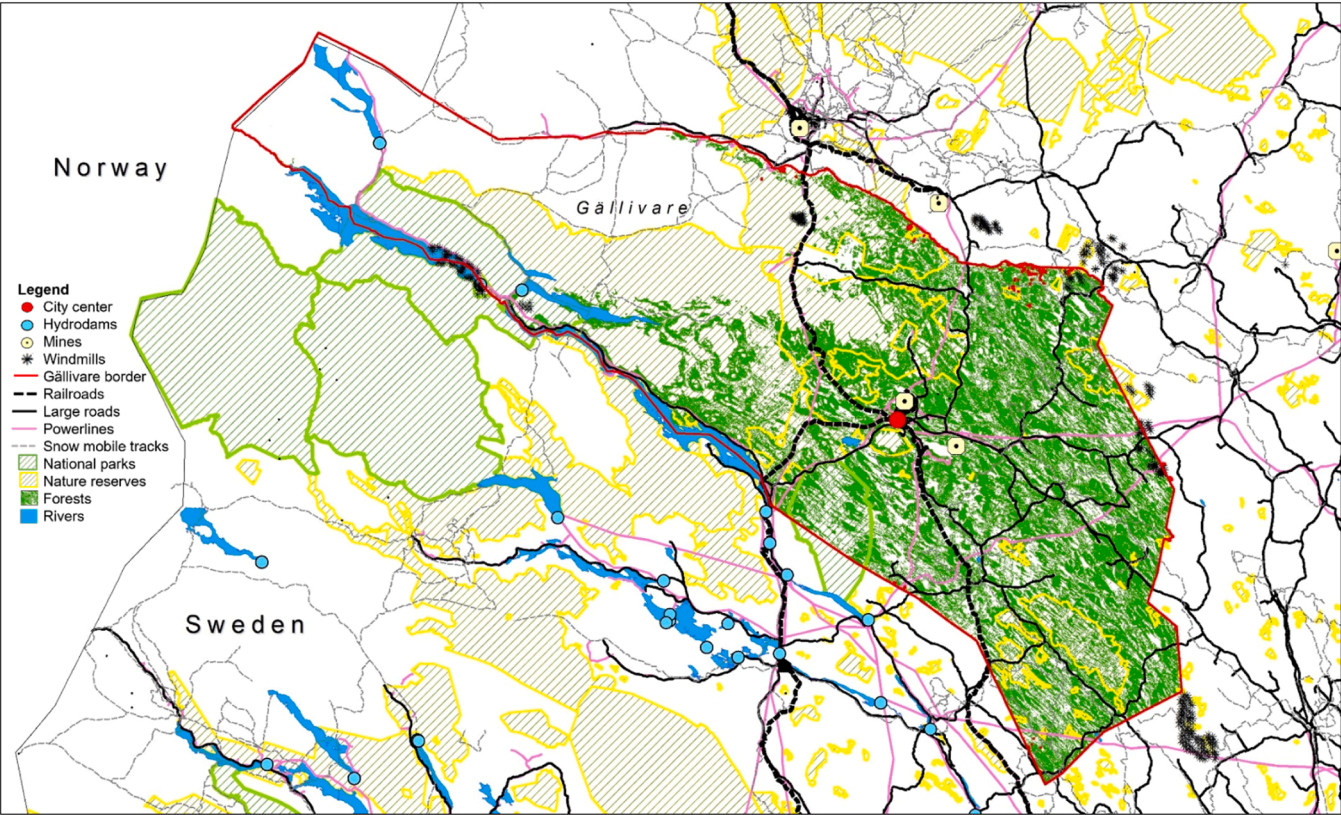 Norway
Gällivare
Legend
City center
Hydrodams
Mines
Windmills
Gällivare border
Railroads
Large roads
Powerlines
Snow mobile tracks
National parks
Nature reserves
Forests
Rivers
Sweden